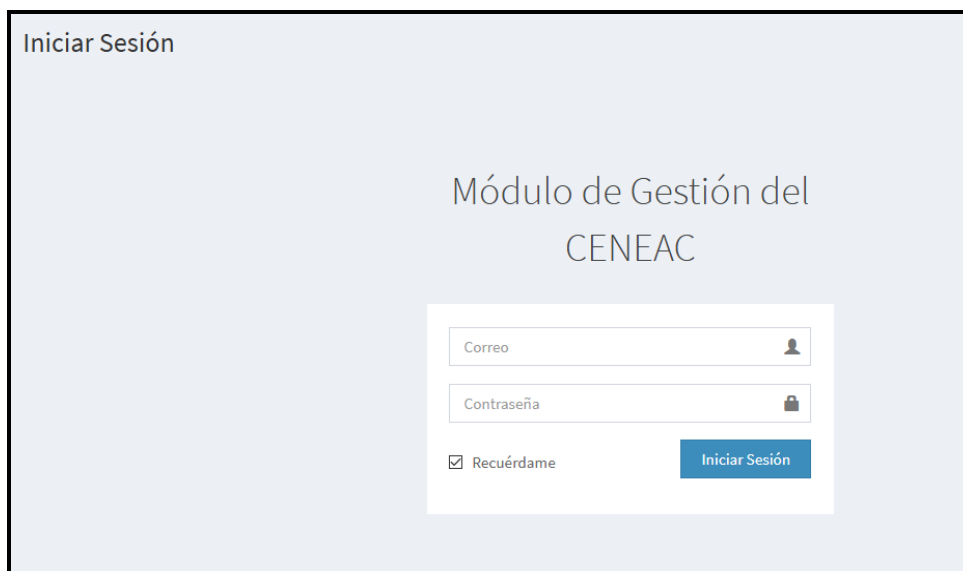 Iniciar Sesión
Módulo de Gestión del
CENEAC
Correo
Contraseña
Recuérdame
Iniciar Sesión